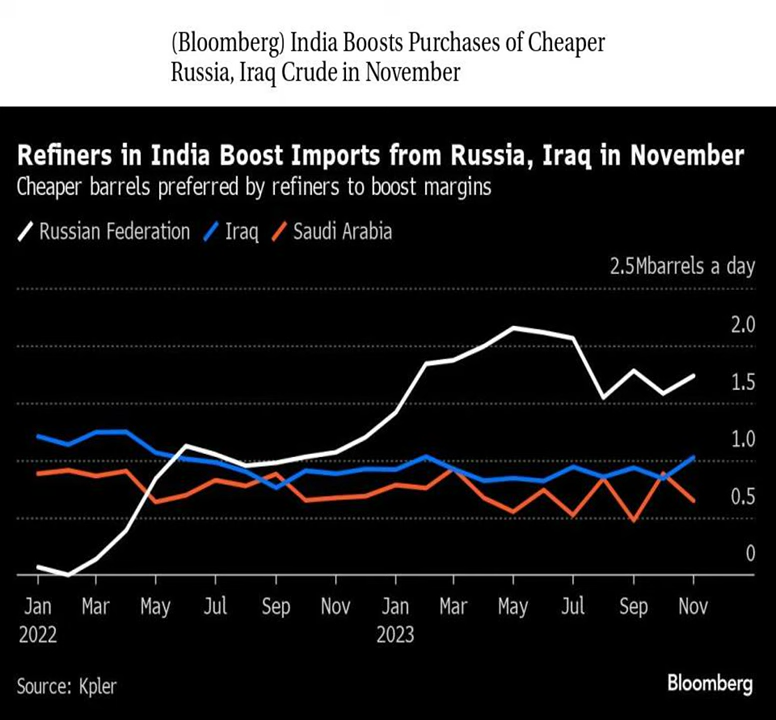 (Bloomberg) India Boosts Purchases of Cheaper
Russia, Iraq Crude in November
Refiners in India Boost Imports from Russia, Iraq in November
Cheaper barrels preferred by refiners to boost margins
Russian Federation Iraq Saudi Arabia
2.5Mbarrels a day
2.0
1.5
1.0
0.5
0
Jan Mar May Jul Sep Nov Jan Mar May Jul Sep Nov
2022 2023
Source: Kpler Bloomberg